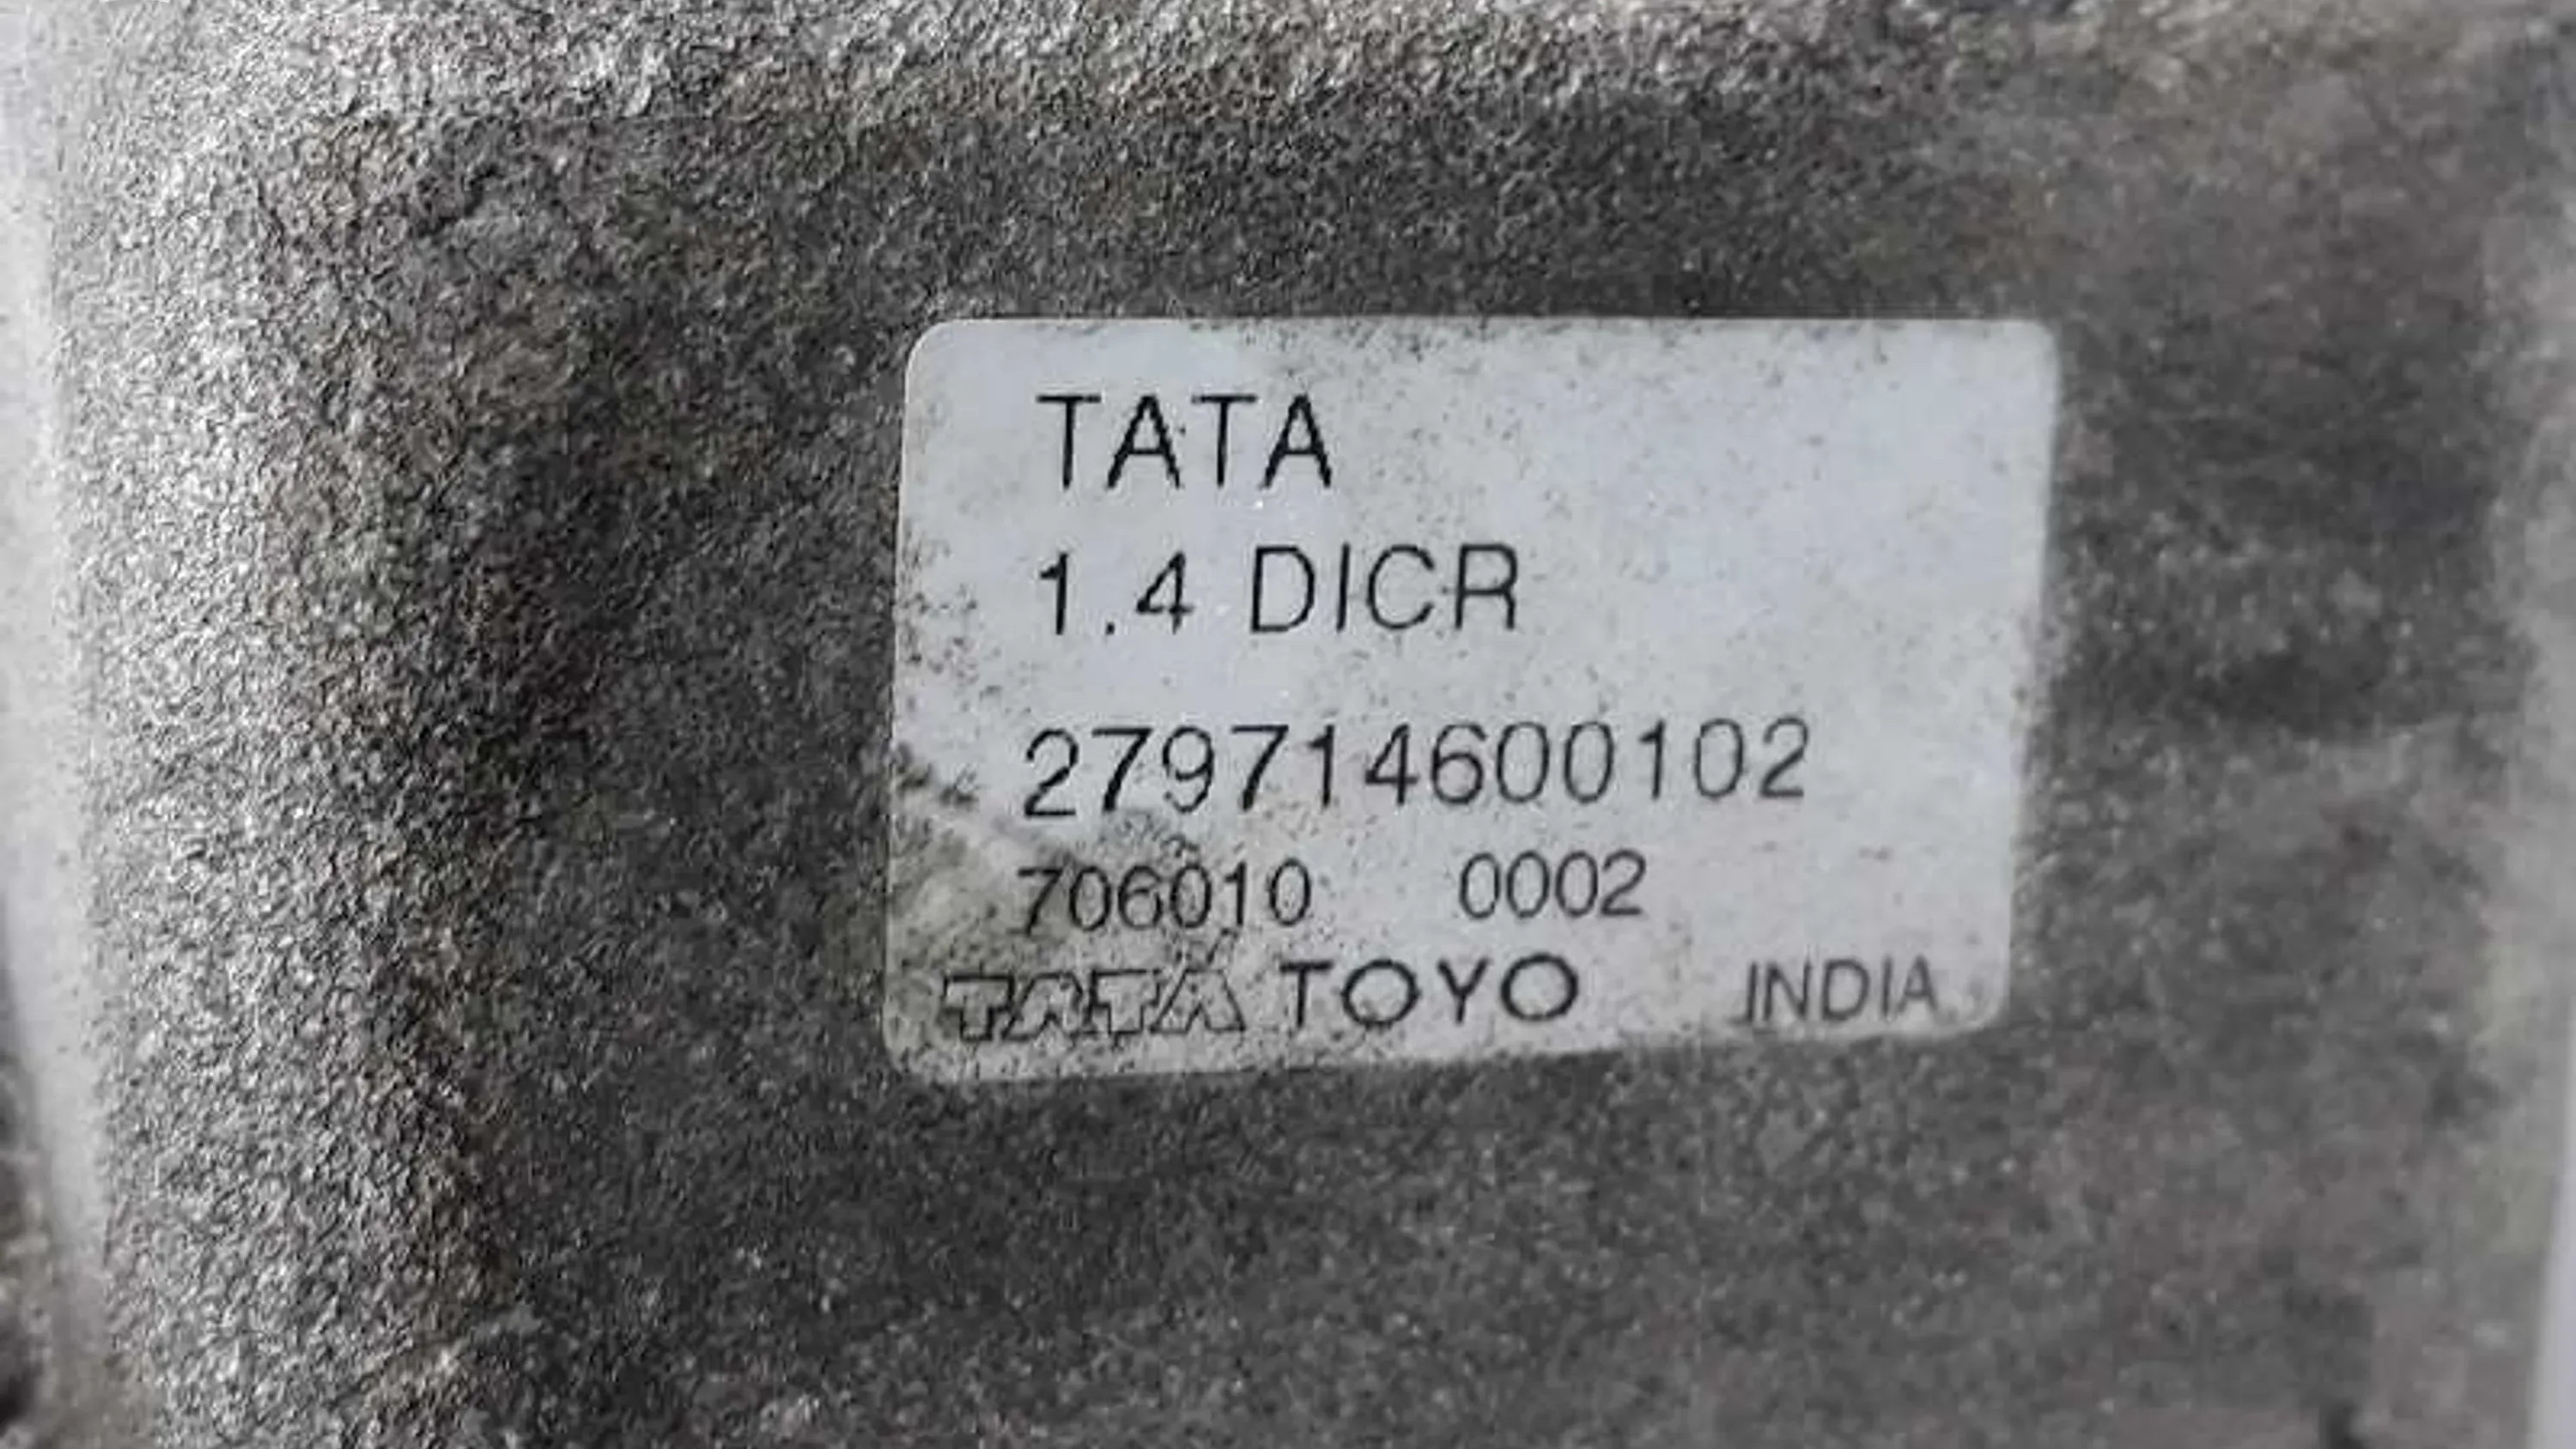 TATA
1.4 DICR
279714600102
706010 0002
TATA TOYO INDIA